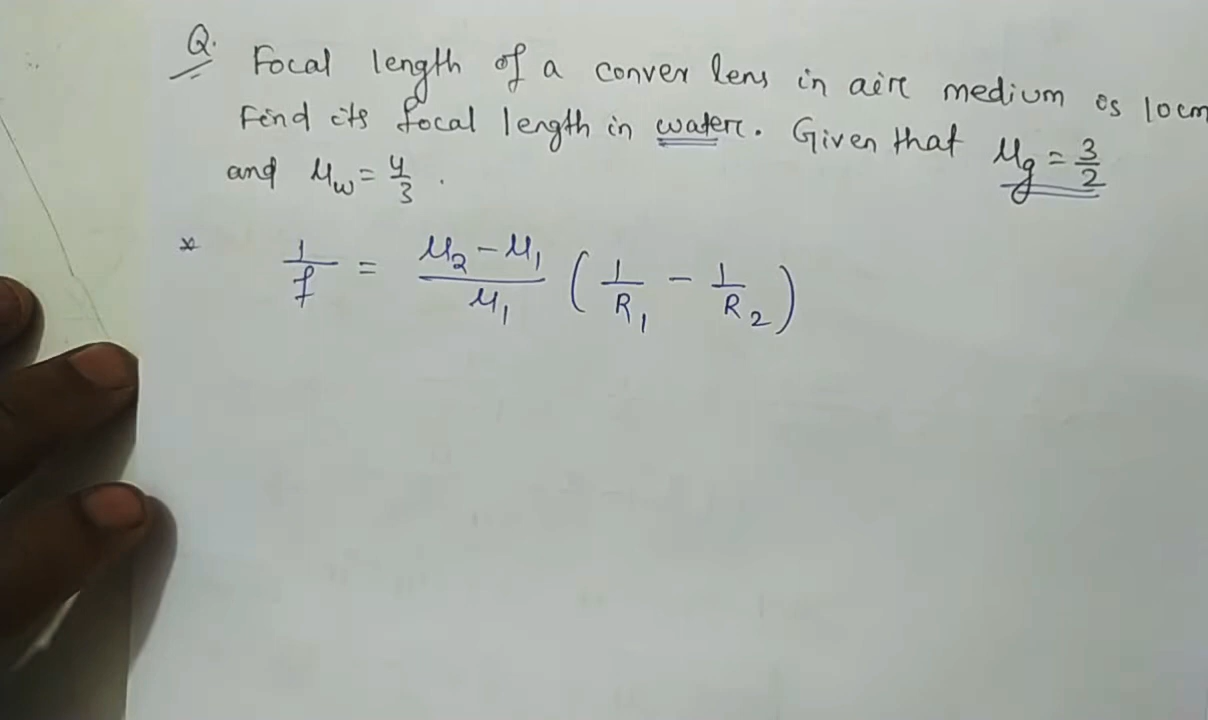 Q. Focal length of a convex lens in aire medium is 10cm
Find its focal length in water. Given that μg = 3/2
and μw = 4/3 .
* 1/f = (μ2 - μ1)/μ1 (1/R1 - 1/R2)